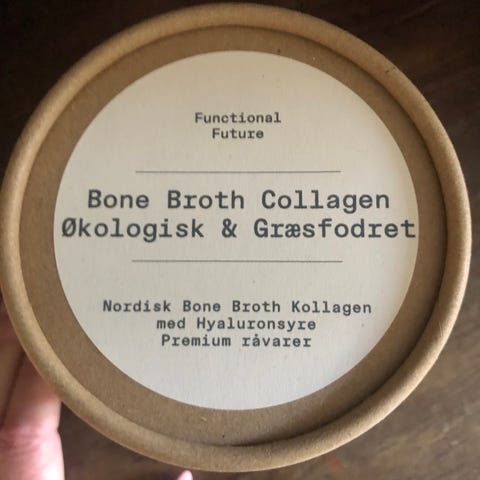 Functional
Future
Bone Broth Collagen
Økologisk & Græsfodret
Nordisk Bone Broth Kollagen
med Hyaluronsyre
Premium råvarer